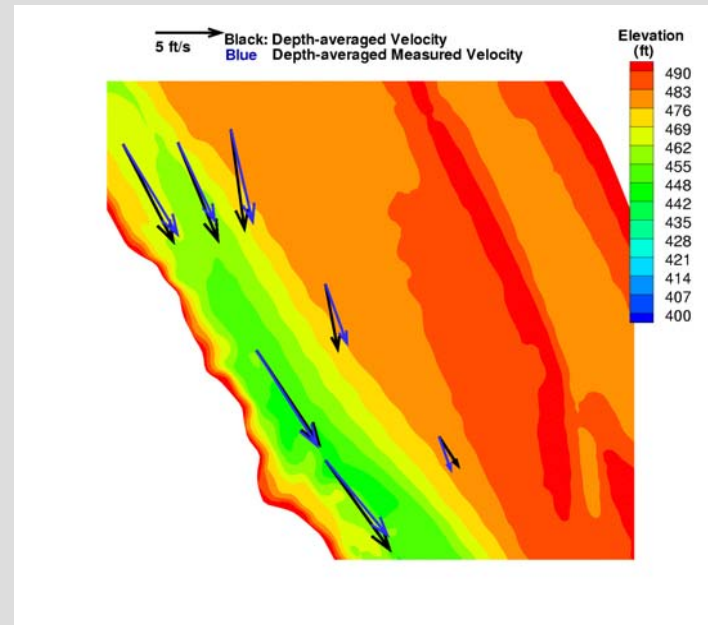 5 ft/s
Black: Depth-averaged Velocity
Blue Depth-averaged Measured Velocity
Elevation
(ft)
490
483
476
469
462
455
448
442
435
428
421
414
407
400